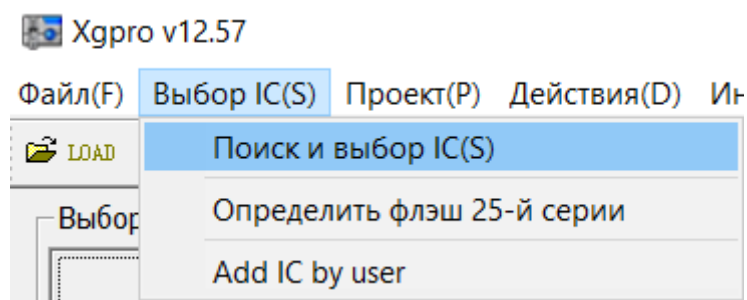 Xgpro v12.57
Файл(F) Выбор IC(S) Проект(P) Действия(D)
LOAD Поиск и выбор IC(S)
Определить флэш 25-й серии
Add IC by user